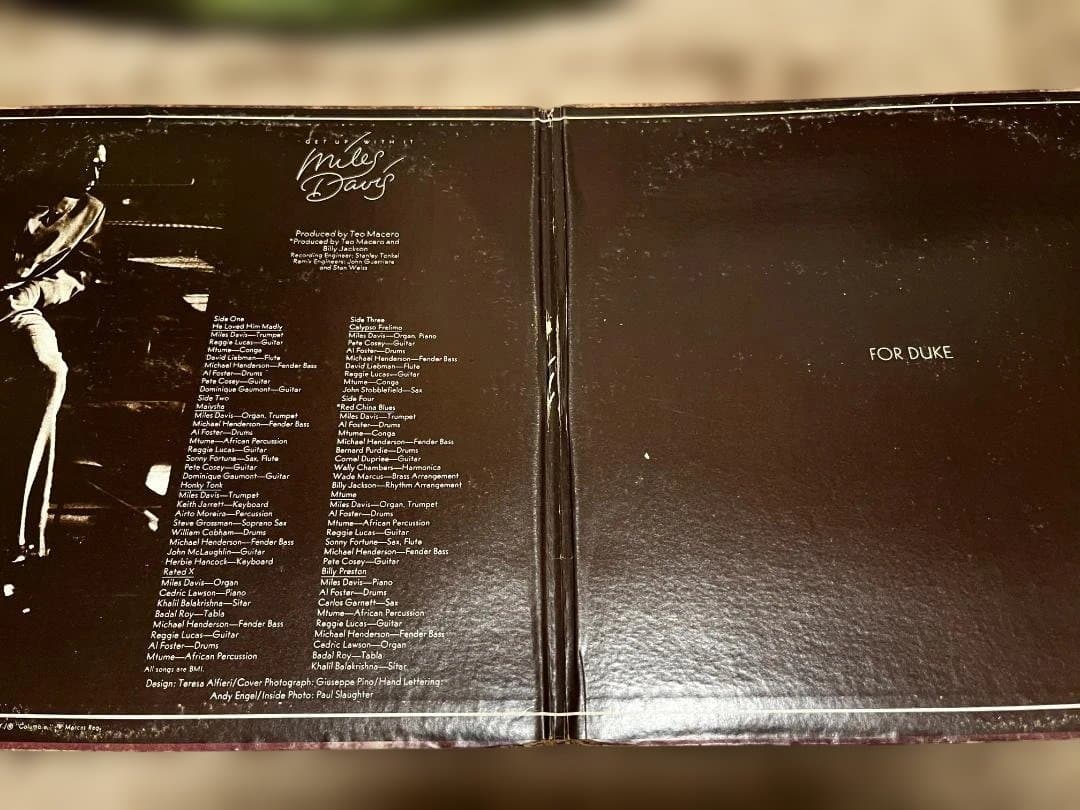 GET UP WITH IT
Miles
Davis
Produced by Teo Macero
*Produced by Teo Macero and
Billy Jackson
Recording Engineer: Stanley Tonkel
Remix Engineers: John Guerriere
and Stan Weiss
Side One
He Loved Him Madly
Miles Davis—Trumpet
Reggie Lucas—Guitar
Mtume—Conga
David Liebman—Flute
Michael Henderson—Fender Bass
Al Foster—Drums
Pete Cosey—Guitar
Dominique Gaumont—Guitar
Side Two
Maiysha
Miles Davis—Organ, Trumpet
Michael Henderson—Fender Bass
Al Foster—Drums
Mtume—African Percussion
Reggie Lucas—Guitar
Sonny Fortune—Sax, Flute
Pete Cosey—Guitar
Dominique Gaumont—Guitar
Honky Tonk
Miles Davis—Trumpet
Keith Jarrett—Keyboard
Airto Moreira—Percussion
Steve Grossman—Soprano Sax
William Cobham—Drums
Michael Henderson—Fender Bass
John McLaughlin—Guitar
Herbie Hancock—Keyboard
Rated X
Miles Davis—Organ
Cedric Lawson—Piano
Khalil Balakrishna—Sitar
Badal Roy—Tabla
Michael Henderson—Fender Bass
Reggie Lucas—Guitar
Al Foster—Drums
Mtume—African Percussion
All songs are BMI.
Side Three
Calypso Frelimo
Miles Davis—Organ, Piano
Pete Cosey—Guitar
Al Foster—Drums
Michael Henderson—Fender Bass
David Liebman—Flute
Reggie Lucas—Guitar
Mtume—Conga
John Stobblefield—Sax
Side Four
*Red China Blues
Miles Davis—Trumpet
Al Foster—Drums
Mtume—Conga
Michael Henderson—Fender Bass
Bernard Purdie—Drums
Cornel Dupriee—Guitar
Wally Chambers—Harmonica
Wade Marcus—Brass Arrangement
Billy Jackson—Rhythm Arrangement
Mtume
Miles Davis—Organ, Trumpet
Al Foster—Drums
Mtume—African Percussion
Reggie Lucas—Guitar
Sonny Fortune—Sax, Flute
Michael Henderson—Fender Bass
Pete Cosey—Guitar
Billy Preston
Miles Davis—Piano
Al Foster—Drums
Carlos Garnett—Sax
Mtume—African Percussion
Reggie Lucas—Guitar
Michael Henderson—Fender Bass
Cedric Lawson—Organ
Badal Roy—Tabla
Khalil Balakrishna—Sitar
Design: Teresa Alfieri/Cover Photograph: Giuseppe Pino/Hand Lettering:
Andy Engel/Inside Photo: Paul Slaughter
"Columbia," Marcas Reg.
FOR DUKE